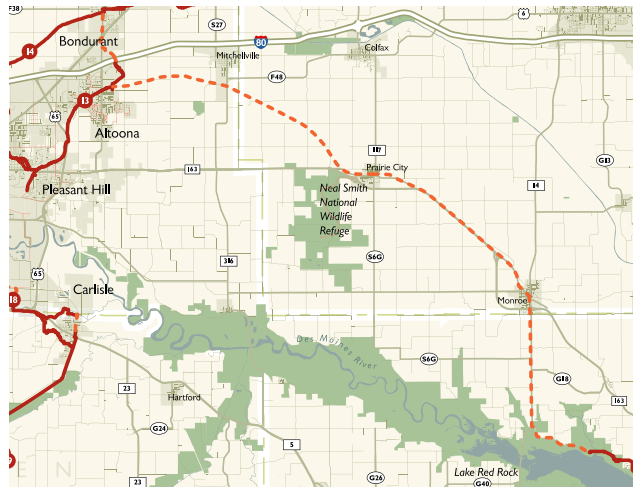 F38
S27
6
14
Bondurant
80
Mitchellville
Colfax
F48
13
65
Altoona
117
163
Prairie City
G13
Pleasant Hill
14
Neal Smith
National
Wildlife
Refuge
316
S6G
65
Carlisle
18
Monroe
Des Moines
River
S6G
G18
23
23
Hartford
163
G24
5
G26
Lake Red Rock
G40
E N